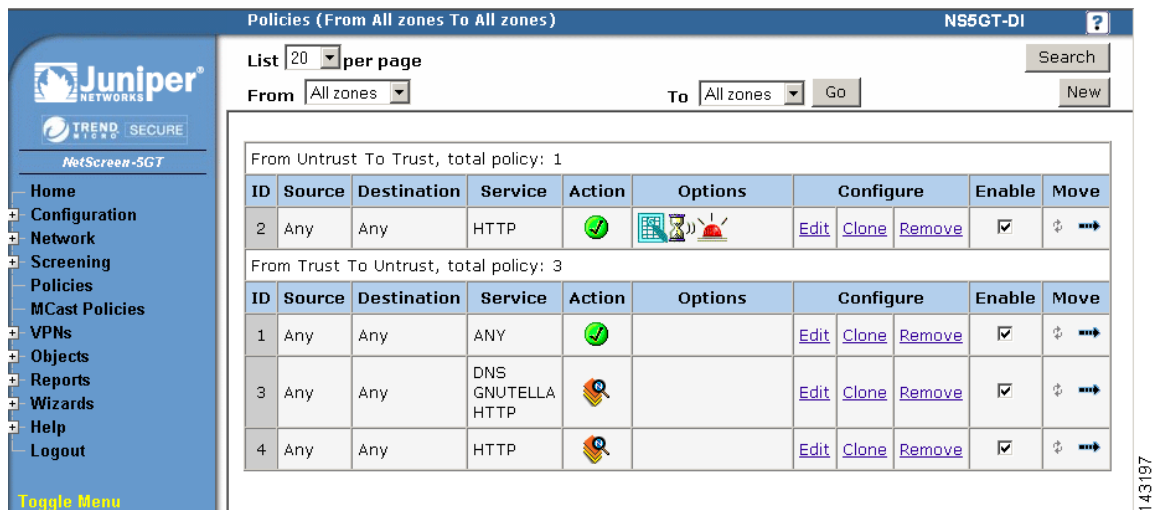 Policies (From All zones To All zones) NS5GT-DI ?
Juniper®
NETWORKS
TREND MICRO SECURE
NetScreen-5GT
Home
Configuration
Network
Screening
Policies
MCast Policies
VPNs
Objects
Reports
Wizards
Help
Logout
Toggle Menu
List 20 per page Search
From All zones To All zones Go New
From Untrust To Trust, total policy: 1
ID Source Destination Service Action Options Configure Enable Move
2 Any Any HTTP Edit Clone Remove
From Trust To Untrust, total policy: 3
ID Source Destination Service Action Options Configure Enable Move
1 Any Any ANY Edit Clone Remove
3 Any Any DNS GNUTELLA HTTP Edit Clone Remove
4 Any Any HTTP Edit Clone Remove
143197